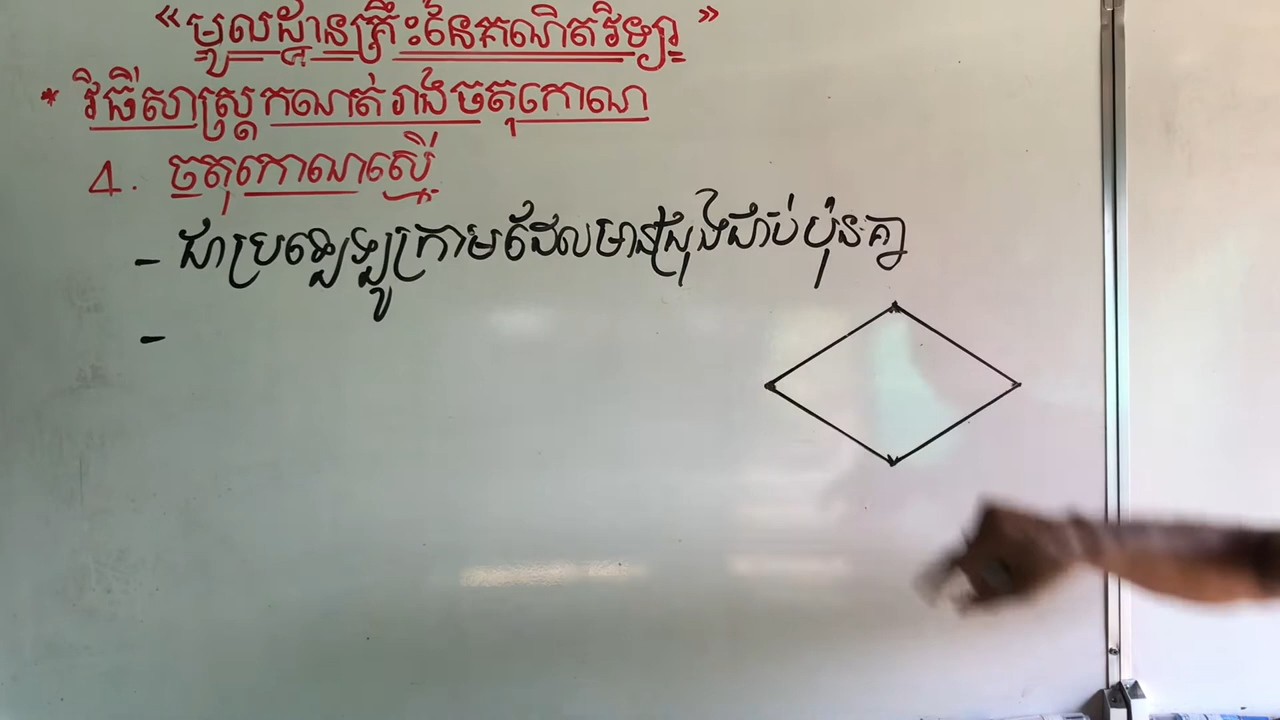 « មូលដ្ឋានគ្រឹះនៃគណិតវិទ្យា »
* វិធីសាស្ត្រកំណត់រាងចតុកោណ
4. ចតុកោណស្មើ
- ជាប្រលេឡូក្រាមដែលមានជ្រុងជាប់ប៉ុនគ្នា
-